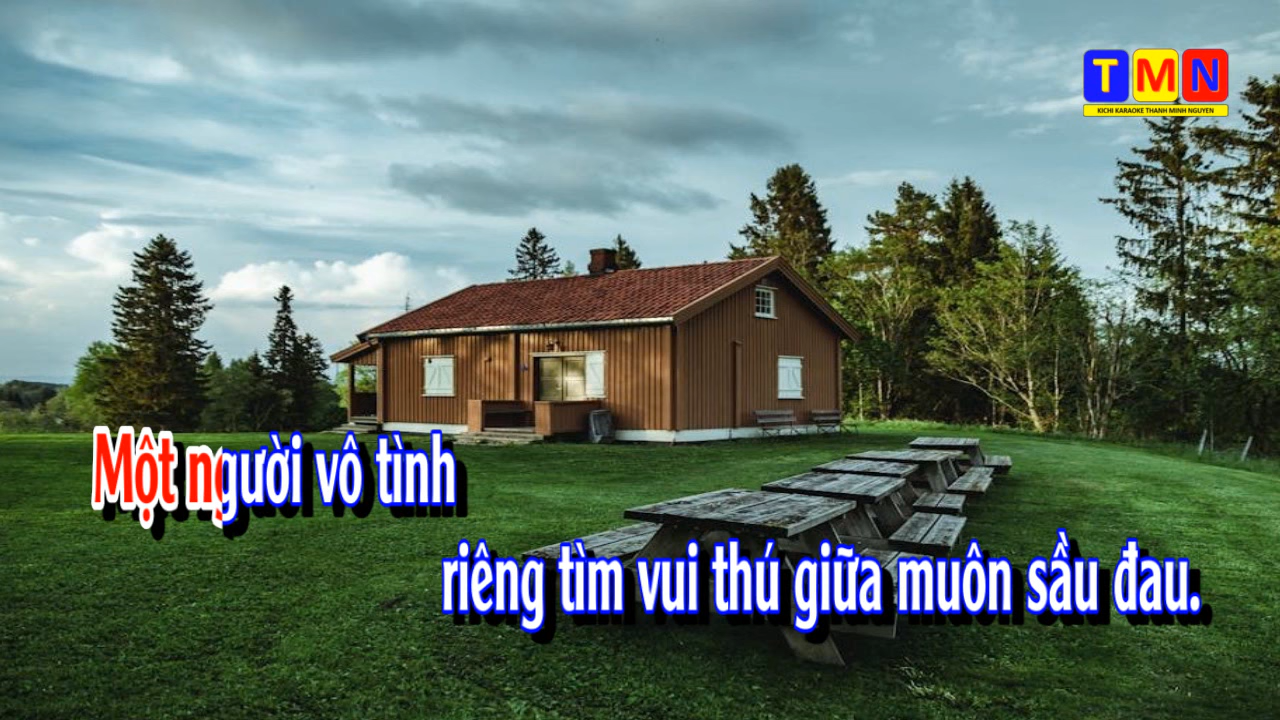 TMN
KICHI KARAOKE THANH MINH NGUYEN
Một người vô tình
riêng tìm vui thú giữa muôn sầu đau.